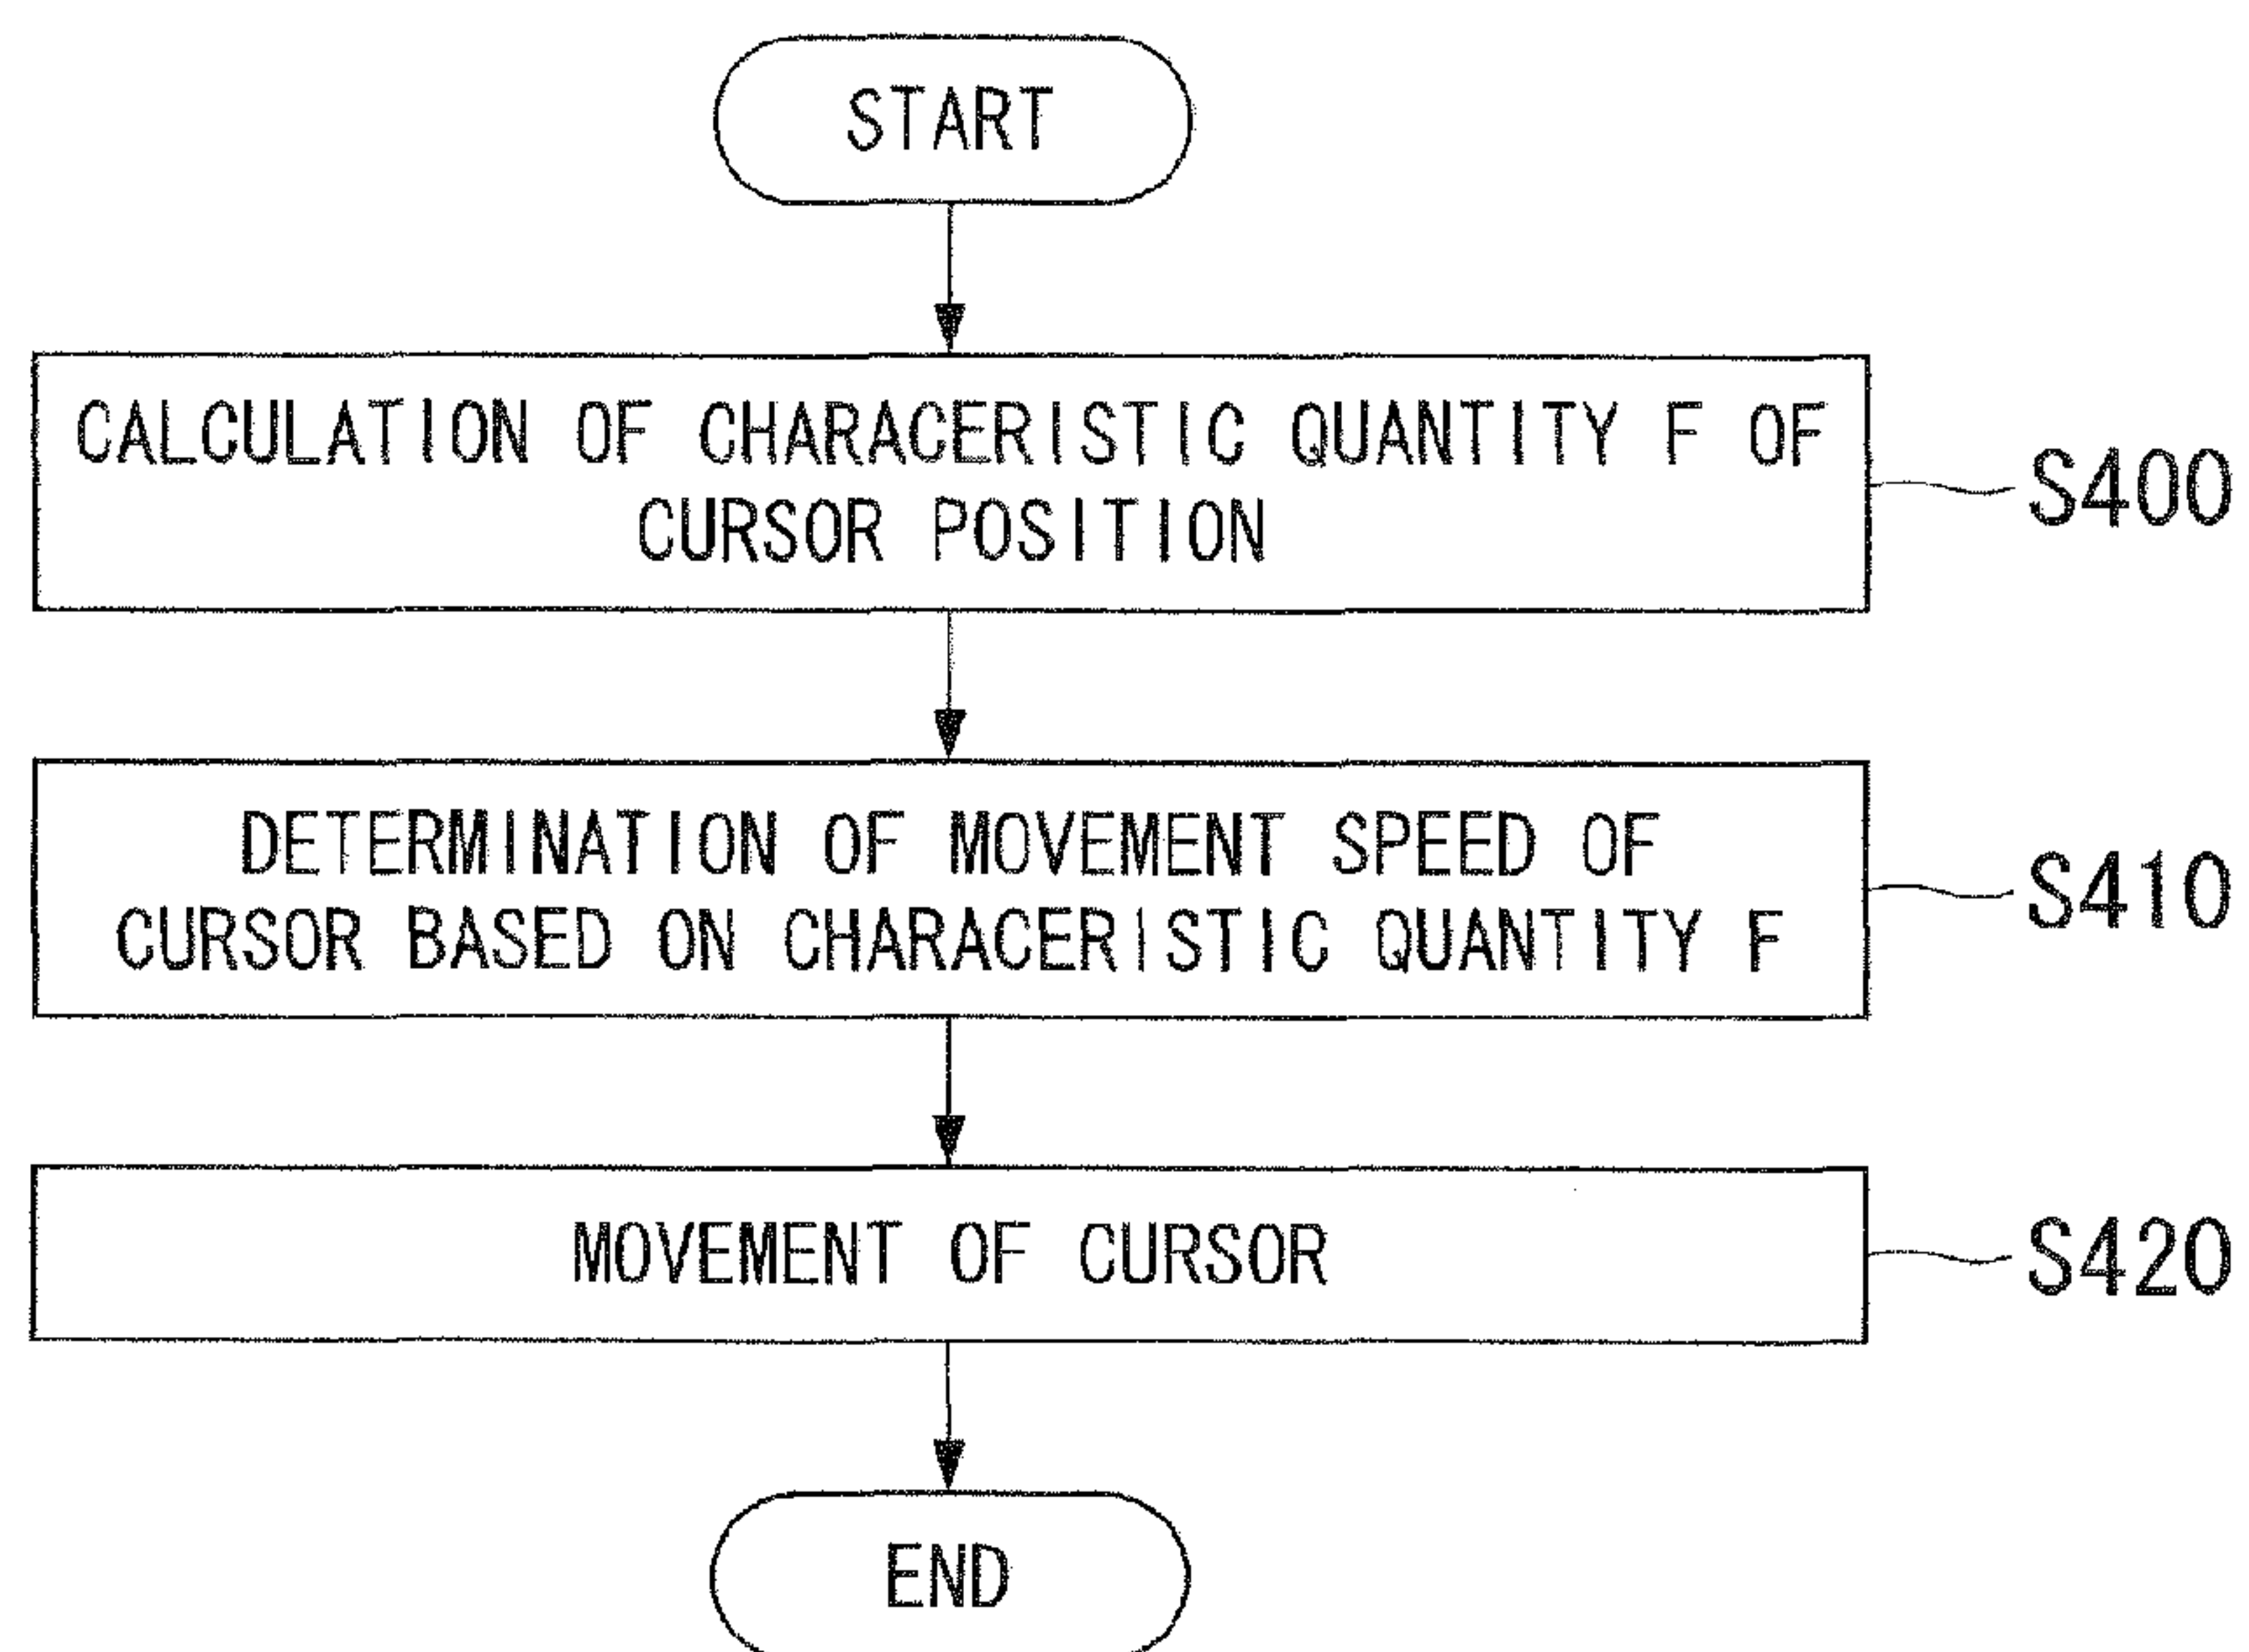 START
CALCULATION OF CHARACERISTIC QUANTITY F OF
CURSOR POSITION
S400
DETERMINATION OF MOVEMENT SPEED OF
CURSOR BASED ON CHARACERISTIC QUANTITY F
S410
MOVEMENT OF CURSOR
S420
END